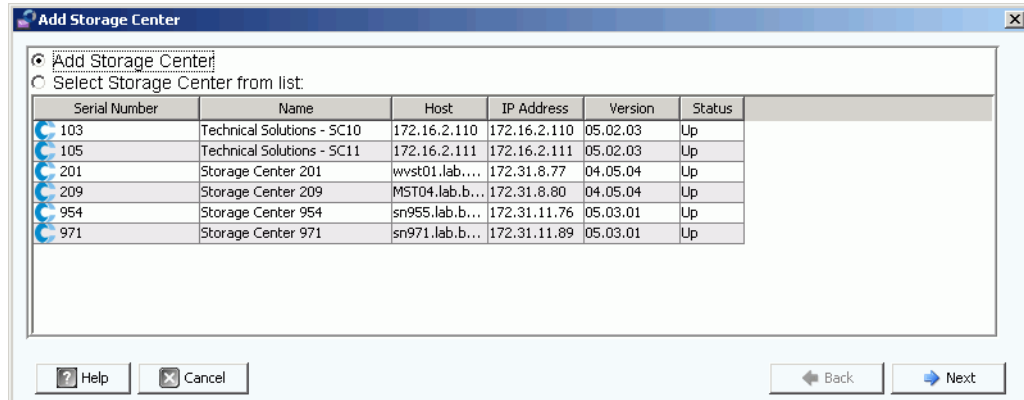 Add Storage Center
Add Storage Center
Select Storage Center from list:
Serial Number Name Host IP Address Version Status
103 Technical Solutions - SC10 172.16.2.110 172.16.2.110 05.02.03 Up
105 Technical Solutions - SC11 172.16.2.111 172.16.2.111 05.02.03 Up
201 Storage Center 201 wvst01.lab.... 172.31.8.77 04.05.04 Up
209 Storage Center 209 MST04.lab.b... 172.31.8.80 04.05.04 Up
954 Storage Center 954 sn955.lab.b... 172.31.11.76 05.03.01 Up
971 Storage Center 971 sn971.lab.b... 172.31.11.89 05.03.01 Up
Help Cancel Back Next